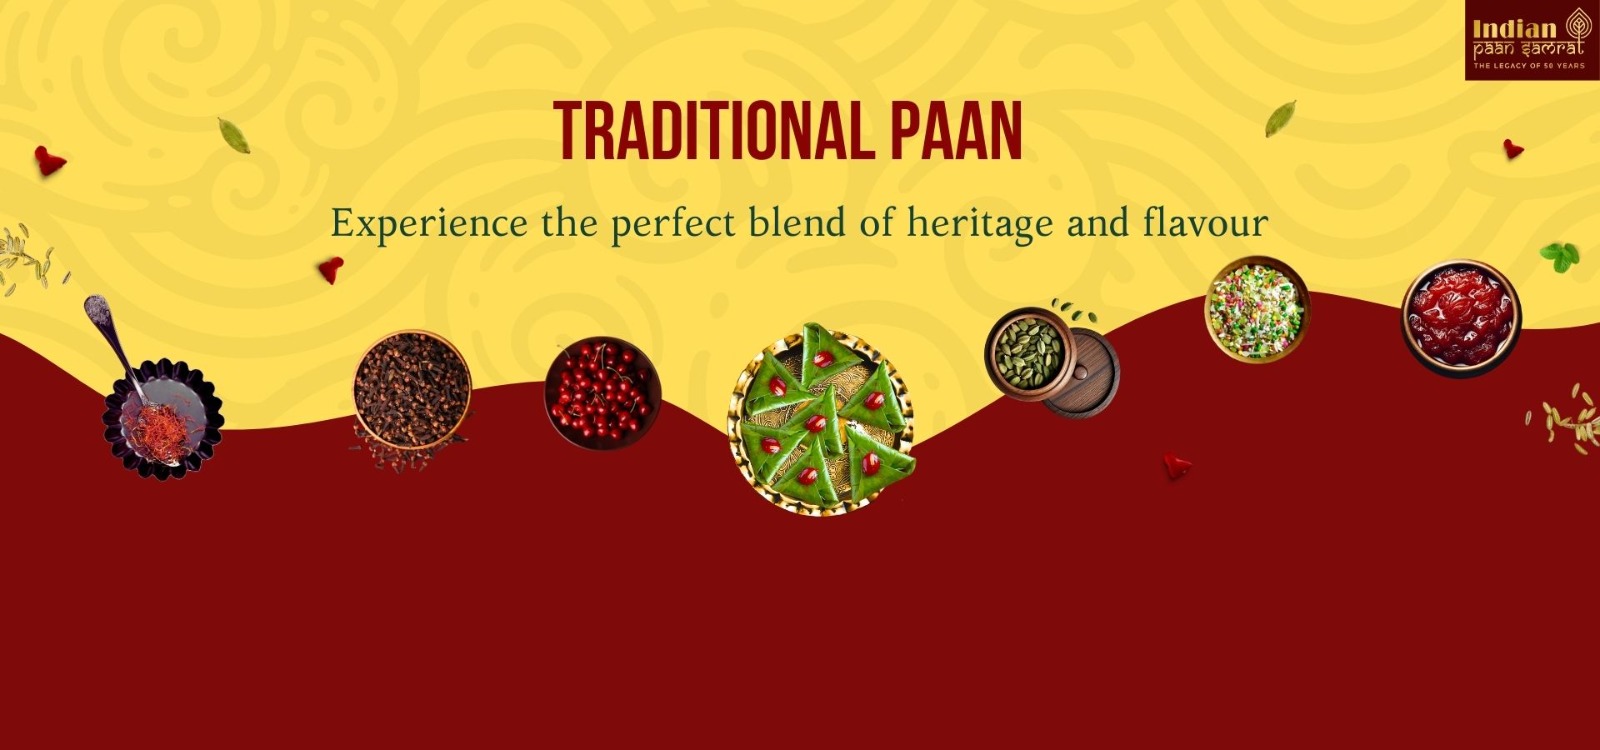 Indian
paan samrat
THE LEGACY OF 50 YEARS
TRADITIONAL PAAN
Experience the perfect blend of heritage and flavour